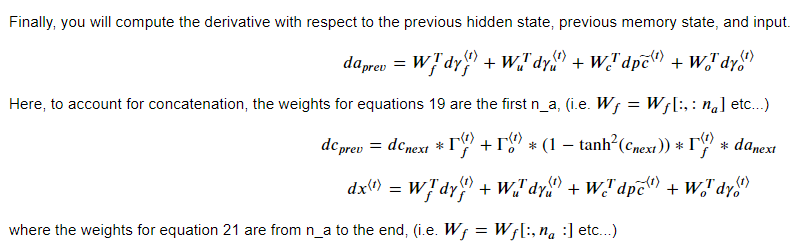 Finally, you will compute the derivative with respect to the previous hidden state, previous memory state, and input.
$da_{prev} = W_f^T d\gamma_f^{\langle t \rangle} + W_u^T d\gamma_u^{\langle t \rangle} + W_c^T dp\widetilde{c}^{\langle t \rangle} + W_o^T d\gamma_o^{\langle t \rangle}$
Here, to account for concatenation, the weights for equations 19 are the first n_a, (i.e. $W_f = W_f[:, : n_a]$ etc...)
$dc_{prev} = dc_{next} * \Gamma_f^{\langle t \rangle} + \Gamma_o^{\langle t \rangle} * (1 - \tanh^2(c_{next})) * \Gamma_f^{\langle t \rangle} * da_{next}$
$dx^{\langle t \rangle} = W_f^T d\gamma_f^{\langle t \rangle} + W_u^T d\gamma_u^{\langle t \rangle} + W_c^T dp\widetilde{c}^{\langle t \rangle} + W_o^T d\gamma_o^{\langle t \rangle}$
where the weights for equation 21 are from n_a to the end, (i.e. $W_f = W_f[:, n_a :]$ etc...)